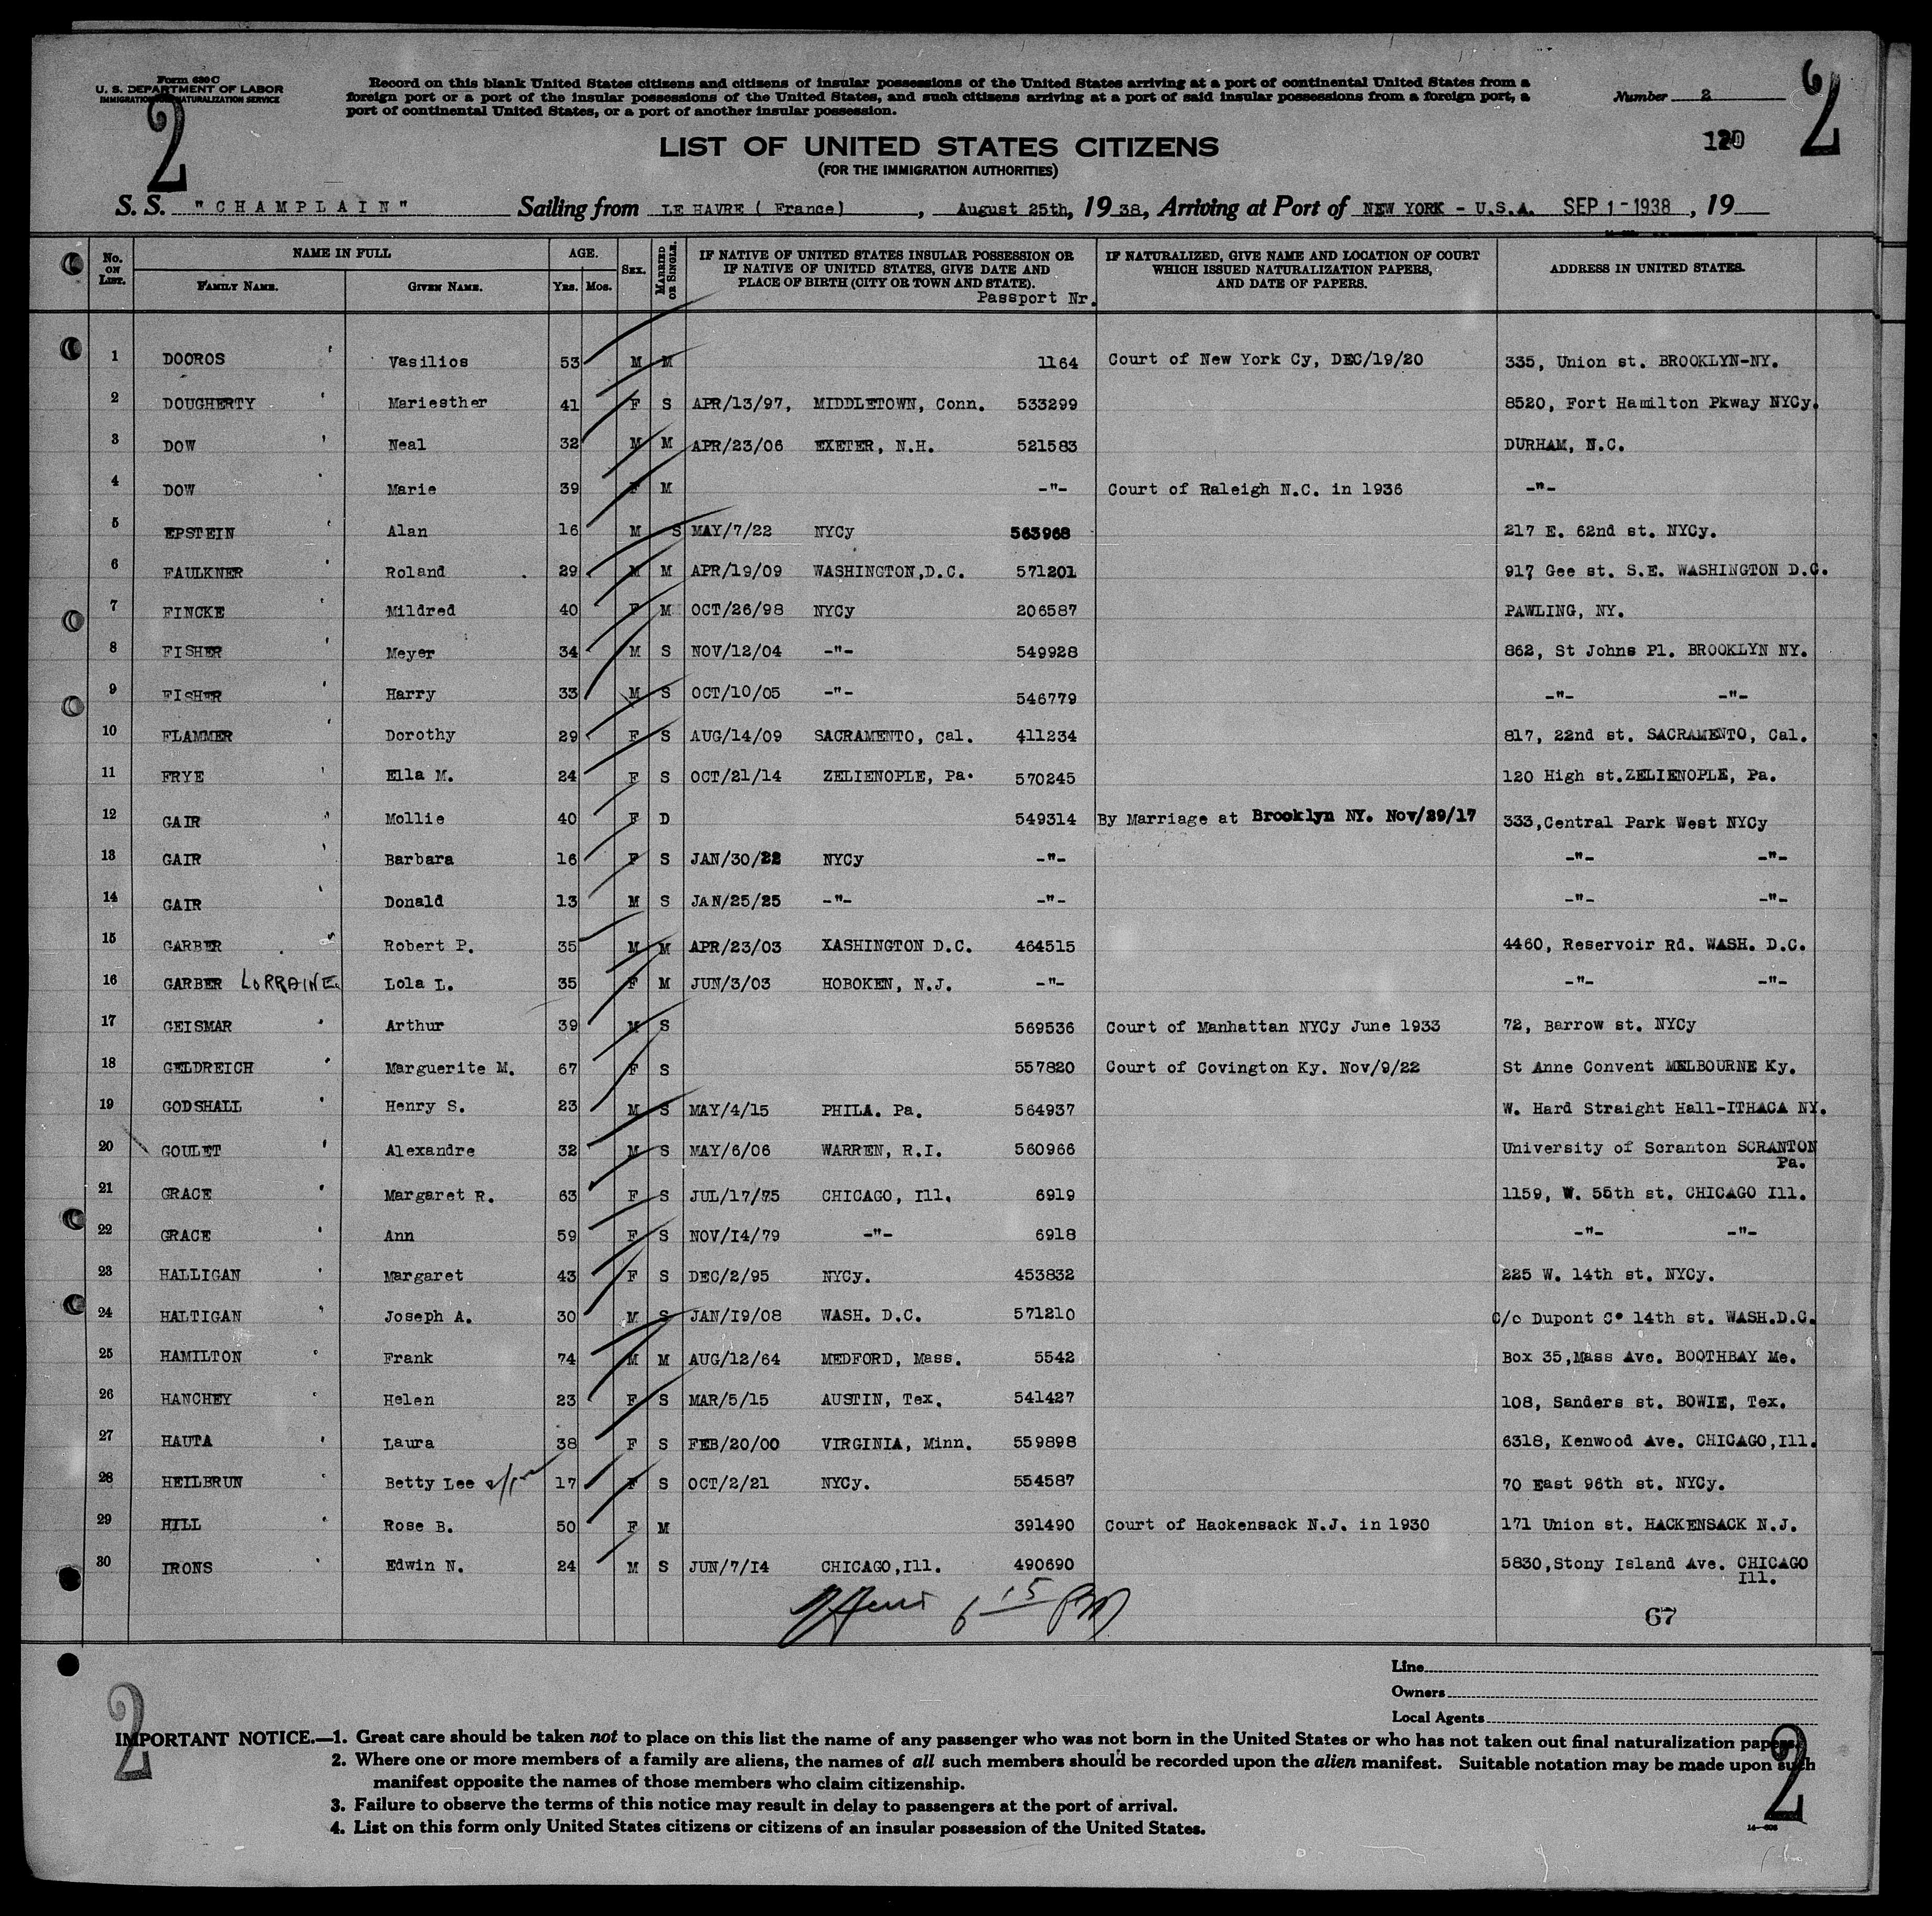 Form 630 C
U. S. DEPARTMENT OF LABOR
IMMIGRATION AND NATURALIZATION SERVICE
2
Record on this blank United States citizens and citizens of insular possessions of the United States arriving at a port of continental United States from a
foreign port or a port of the insular possessions of the United States, and such citizens arriving at a port of said insular possessions from a foreign port, a
port of continental United States, or a port of another insular possession.
Number 2
2
120
LIST OF UNITED STATES CITIZENS
(FOR THE IMMIGRATION AUTHORITIES)
S. S. "CHAMPLAIN" Sailing from LE HAVRE ( France) , August 25th, 1938, Arriving at Port of NEW YORK - U.S.A. SEP 1 - 1938 , 19
No. ON LIST. NAME IN FULL FAMILY NAME. GIVEN NAME. AGE. YRS. MOS. SEX. MARRIED OR SINGLE. IF NATIVE OF UNITED STATES INSULAR POSSESSION OR IF NATIVE OF UNITED STATES, GIVE DATE AND PLACE OF BIRTH (CITY OR TOWN AND STATE). Passport Nr. IF NATURALIZED, GIVE NAME AND LOCATION OF COURT WHICH ISSUED NATURALIZATION PAPERS, AND DATE OF PAPERS. ADDRESS IN UNITED STATES.
1 DOOROS Vasilios 53 M M 1164 Court of New York Cy, DEC/19/20 335, Union st. BROOKLYN-NY.
2 DOUGHERTY Mariesther 41 F S APR/13/97, MIDDLETOWN, Conn. 533299 8520, Fort Hamilton Pkway NYCy.
3 DOW Neal 32 M M APR/23/06 EXETER, N.H. 521583 DURHAM, N.C.
4 DOW Marie 39 F M -"- Court of Raleigh N.C. in 1936 -"-
5 EPSTEIN Alan 16 M S MAY/7/22 NYCy 563968 217 E. 62nd st. NYCy.
6 FAULKNER Roland 29 M M APR/19/09 WASHINGTON,D.C. 571201 917 Gee st. S.E. WASHINGTON D.C.
7 FINCKE Mildred 40 F M OCT/26/98 NYCy 206587 PAWLING, NY.
8 FISHER Meyer 34 M S NOV/12/04 -"- 549928 862, St Johns Pl. BROOKLYN NY.
9 FISHER Harry 33 M S OCT/10/05 -"- 546779 -"- -"-
10 FLAMMER Dorothy 29 F S AUG/14/09 SACRAMENTO, Cal. 411234 817, 22nd st. SACRAMENTO, Cal.
11 FRYE Ella M. 24 F S OCT/21/14 ZELIENOPLE, Pa. 570245 120 High st.ZELIENOPLE, Pa.
12 GAIR Mollie 40 F D 549314 By Marriage at Brooklyn NY. Nov/29/17 333,Central Park West NYCy
13 GAIR Barbara 16 F S JAN/30/22 NYCy -"- -"- -"-
14 GAIR Donald 13 M S JAN/25/25 -"- -"- -"- -"-
15 GARBER Robert P. 35 M M APR/23/03 XASHINGTON D.C. 464515 4460, Reservoir Rd. WASH. D.C.
16 GARBER LORRAINE Lola L. 35 F M JUN/3/03 HOBOKEN, N.J. -"- -"- -"-
17 GEISMAR Arthur 39 M S 569536 Court of Manhattan NYCy June 1933 72, Barrow st. NYCy
18 GELDREICH Marguerite M. 67 F S 557820 Court of Covington Ky. Nov/9/22 St Anne Convent MELBOURNE Ky.
19 GODSHALL Henry S. 23 M S MAY/4/15 PHILA. Pa. 564937 W. Hard Straight Hall-ITHACA NY.
20 GOULET Alexandre 32 M S MAY/6/06 WARREN, R.I. 560966 University of Scranton SCRANTON
Pa.
21 GRACE Margaret R. 63 F S JUL/17/75 CHICAGO, Ill. 6919 1159, W. 55th st. CHICAGO Ill.
22 GRACE Ann 59 F S NOV/I4/79 -"- 6918 -"- -"-
23 HALLIGAN Margaret 43 F S DEC/2/95 NYCy. 453832 225 W. 14th st. NYCy.
24 HALTIGAN Joseph A. 30 M S JAN/I9/08 WASH. D.C. 571210 C/o Dupont C° 14th st. WASH.D.C.
25 HAMILTON Frank 74 M M AUG/12/64 MEDFORD, Mass. 5542 Box 35,Mass Ave. BOOTHBAY Me.
26 HANCHEY Helen 23 F S MAR/5/15 AUSTIN, Tex. 541427 108, Sanders st. BOWIE, Tex.
27 HAUTA Laura 38 F S FEB/20/00 VIRGINIA, Minn. 559898 6318, Kenwood Ave. CHICAGO,Ill.
28 HEILBRUN Betty Lee 17 F S OCT/2/21 NYCy. 554587 70 East 96th st. NYCy.
29 HILL Rose B. 50 F M 391490 Court of Hackensack N.J. in 1930 171 Union st. HACKENSACK N.J.
30 IRONS Edwin N. 24 M S JUN/7/I4 CHICAGO,Ill. 490690 5830,Stony Island Ave. CHICAGO
Ill.
6 15 PM
67
Line
Owners
Local Agents
2
IMPORTANT NOTICE.—1. Great care should be taken not to place on this list the name of any passenger who was not born in the United States or who has not taken out final naturalization papers.
2. Where one or more members of a family are aliens, the names of all such members should be recorded upon the alien manifest. Suitable notation may be made upon such
manifest opposite the names of those members who claim citizenship.
3. Failure to observe the terms of this notice may result in delay to passengers at the port of arrival.
4. List on this form only United States citizens or citizens of an insular possession of the United States.
2